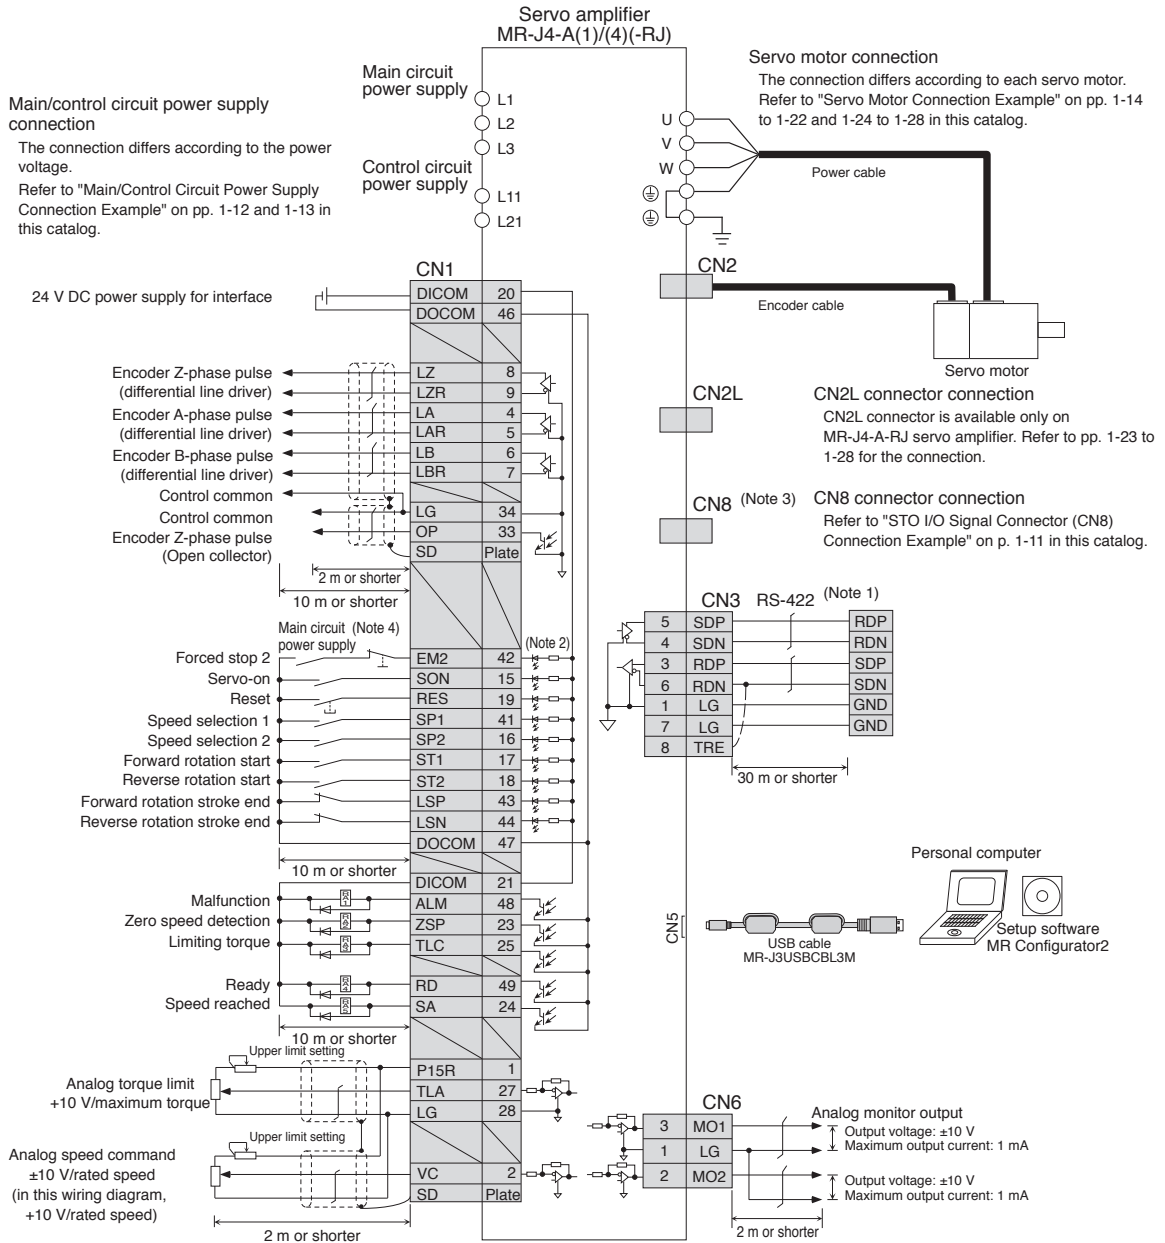 Servo amplifier
MR-J4-A(1)/(4)(-RJ)
Main/control circuit power supply
connection
The connection differs according to the power
voltage.
Refer to "Main/Control Circuit Power Supply
Connection Example" on pp. 1-12 and 1-13 in
this catalog.
Main circuit
power supply
L1
L2
L3
Control circuit
power supply
L11
L21
Servo motor connection
The connection differs according to each servo motor.
Refer to "Servo Motor Connection Example" on pp. 1-14
to 1-22 and 1-24 to 1-28 in this catalog.
U
V
W
Power cable
CN2
Encoder cable
Servo motor
CN2L
CN2L connector connection
CN2L connector is available only on
MR-J4-A-RJ servo amplifier. Refer to pp. 1-23 to
1-28 for the connection.
CN8 (Note 3)
CN8 connector connection
Refer to "STO I/O Signal Connector (CN8)
Connection Example" on p. 1-11 in this catalog.
CN1
24 V DC power supply for interface
DICOM 20
DOCOM 46
Encoder Z-phase pulse
(differential line driver)
LZ 8
LZR 9
Encoder A-phase pulse
(differential line driver)
LA 4
LAR 5
Encoder B-phase pulse
(differential line driver)
LB 6
LBR 7
Control common
Control common
LG 34
Encoder Z-phase pulse
(Open collector)
OP 33
SD Plate
2 m or shorter
10 m or shorter
Main circuit (Note 4)
power supply
(Note 2)
Forced stop 2 EM2 42
Servo-on SON 15
Reset RES 19
Speed selection 1 SP1 41
Speed selection 2 SP2 16
Forward rotation start ST1 17
Reverse rotation start ST2 18
Forward rotation stroke end LSP 43
Reverse rotation stroke end LSN 44
DOCOM 47
10 m or shorter
DICOM 21
Malfunction RA1 ALM 48
Zero speed detection RA2 ZSP 23
Limiting torque RA3 TLC 25
Ready RA4 RD 49
Speed reached RA5 SA 24
10 m or shorter
Upper limit setting
P15R 1
Analog torque limit
+10 V/maximum torque
TLA 27
LG 28
Upper limit setting
Analog speed command
±10 V/rated speed
(in this wiring diagram,
+10 V/rated speed)
VC 2
SD Plate
2 m or shorter
CN3 RS-422 (Note 1)
5 SDP RDP
4 SDN RDN
3 RDP SDP
6 RDN SDN
1 LG GND
7 LG GND
8 TRE
30 m or shorter
CN5
USB cable
MR-J3USBCBL3M
Personal computer
Setup software
MR Configurator2
CN6
3 MO1
1 LG
2 MO2
Analog monitor output
Output voltage: ±10 V
Maximum output current: 1 mA
Output voltage: ±10 V
Maximum output current: 1 mA
2 m or shorter